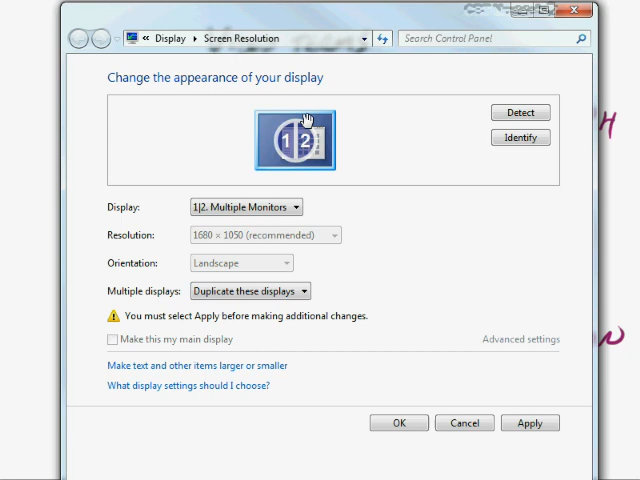 « Display ▸ Screen Resolution
Search Control Panel
Change the appearance of your display
Detect
Identify
1 2
Display: 1|2. Multiple Monitors
Resolution: 1680 × 1050 (recommended)
Orientation: Landscape
Multiple displays: Duplicate these displays
You must select Apply before making additional changes.
Make this my main display
Advanced settings
Make text and other items larger or smaller
What display settings should I choose?
OK Cancel Apply